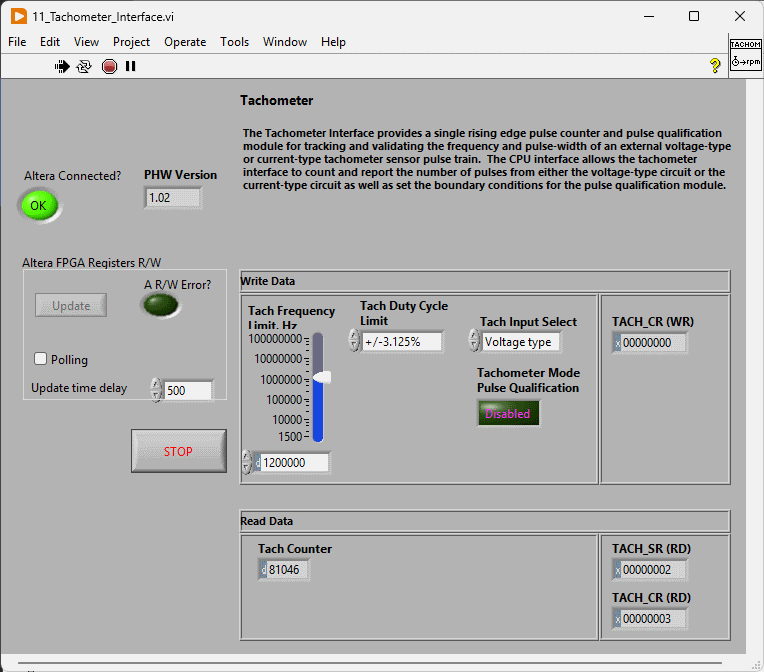 11_Tachometer_Interface.vi
File Edit View Project Operate Tools Window Help
TACHOM
→rpm
Tachometer
The Tachometer Interface provides a single rising edge pulse counter and pulse qualification
module for tracking and validating the frequency and pulse-width of an external voltage-type
or current-type tachometer sensor pulse train. The CPU interface allows the tachometer
interface to count and report the number of pulses from either the voltage-type circuit or the
current-type circuit as well as set the boundary conditions for the pulse qualification module.
Altera Connected?
OK
PHW Version
1.02
Altera FPGA Registers R/W
Update
A R/W Error?
Polling
Update time delay
500
STOP
Write Data
Tach Frequency
Limit, Hz
100000000
10000000
1000000
100000
10000
1500
d 1200000
Tach Duty Cycle
Limit
+/-3.125%
Tach Input Select
Voltage type
Tachometer Mode
Pulse Qualification
Disabled
TACH_CR (WR)
x 00000000
Read Data
Tach Counter
d 81046
TACH_SR (RD)
x 00000002
TACH_CR (RD)
x 00000003